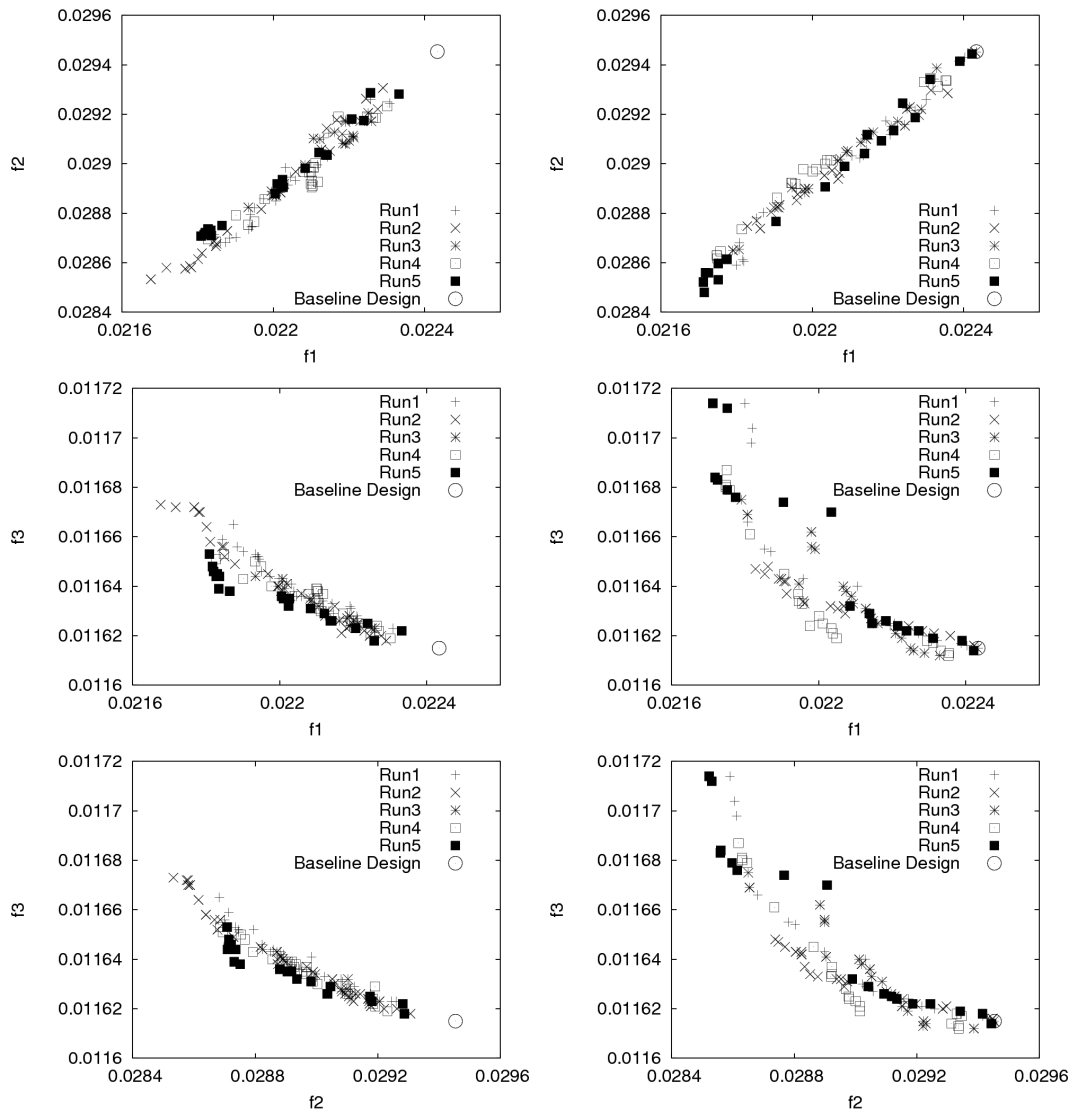 0.0296
0.0294
0.0292
0.029
0.0288
0.0286
0.0284
f2
Run1
Run2
Run3
Run4
Run5
Baseline Design
0.0216
0.022
0.0224
f1
0.0296
0.0294
0.0292
0.029
0.0288
0.0286
0.0284
f2
Run1
Run2
Run3
Run4
Run5
Baseline Design
0.0216
0.022
0.0224
f1
0.01172
0.0117
0.01168
0.01166
0.01164
0.01162
0.0116
f3
Run1
Run2
Run3
Run4
Run5
Baseline Design
0.0216
0.022
0.0224
f1
0.01172
0.0117
0.01168
0.01166
0.01164
0.01162
0.0116
f3
Run1
Run2
Run3
Run4
Run5
Baseline Design
0.0216
0.022
0.0224
f1
0.01172
0.0117
0.01168
0.01166
0.01164
0.01162
0.0116
f3
Run1
Run2
Run3
Run4
Run5
Baseline Design
0.0284
0.0288
0.0292
0.0296
f2
0.01172
0.0117
0.01168
0.01166
0.01164
0.01162
0.0116
f3
Run1
Run2
Run3
Run4
Run5
Baseline Design
0.0284
0.0288
0.0292
0.0296
f2